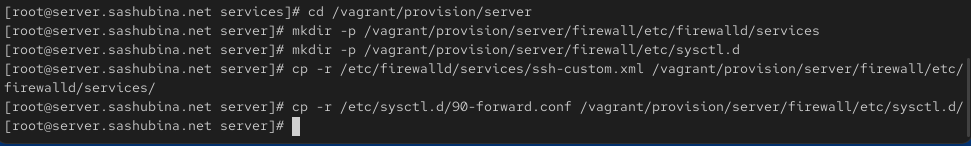 [root@server.sashubina.net services]# cd /vagrant/provision/server
[root@server.sashubina.net server]# mkdir -p /vagrant/provision/server/firewall/etc/firewalld/services
[root@server.sashubina.net server]# mkdir -p /vagrant/provision/server/firewall/etc/sysctl.d
[root@server.sashubina.net server]# cp -r /etc/firewalld/services/ssh-custom.xml /vagrant/provision/server/firewall/etc/
firewalld/services/
[root@server.sashubina.net server]# cp -r /etc/sysctl.d/90-forward.conf /vagrant/provision/server/firewall/etc/sysctl.d/
[root@server.sashubina.net server]#